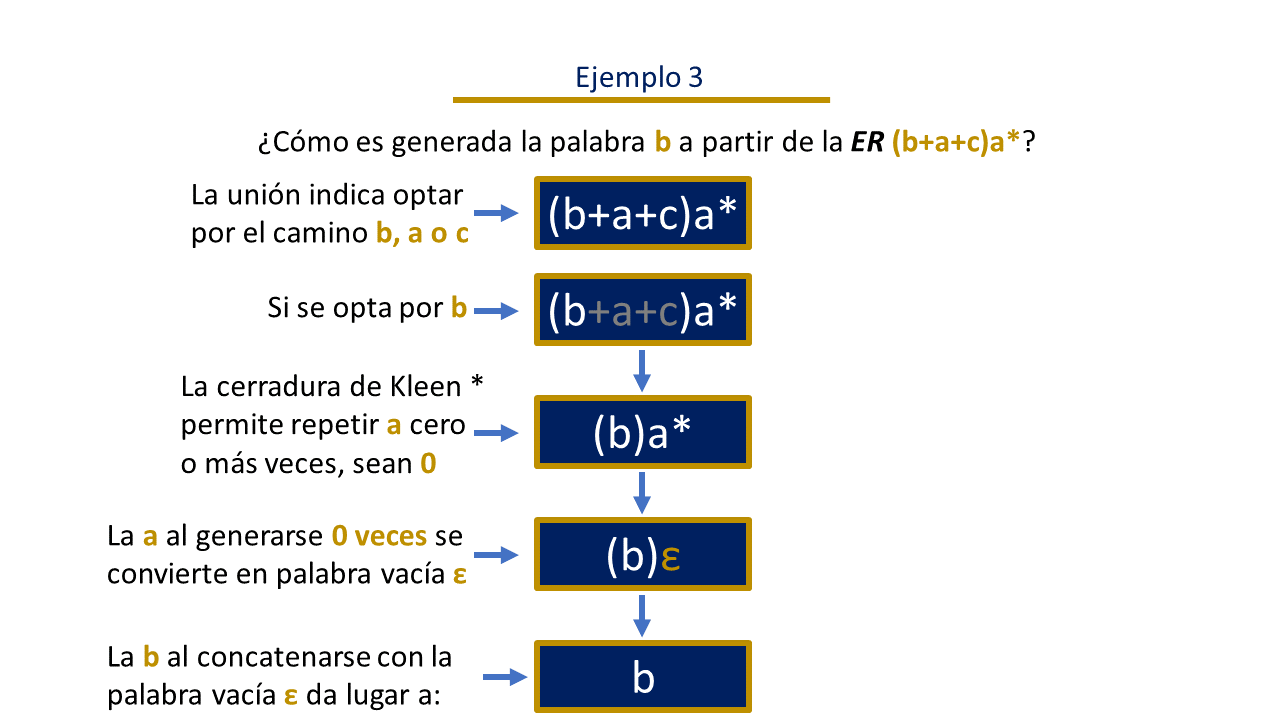 Ejemplo 3
¿Cómo es generada la palabra b a partir de la ER (b+a+c)a*?
La unión indica optar
por el camino b, a o c
(b+a+c)a*
Si se opta por b
(b+a+c)a*
La cerradura de Kleen *
permite repetir a cero
o más veces, sean 0
(b)a*
La a al generarse 0 veces se
convierte en palabra vacía ε
(b)ε
La b al concatenarse con la
palabra vacía ε da lugar a:
b